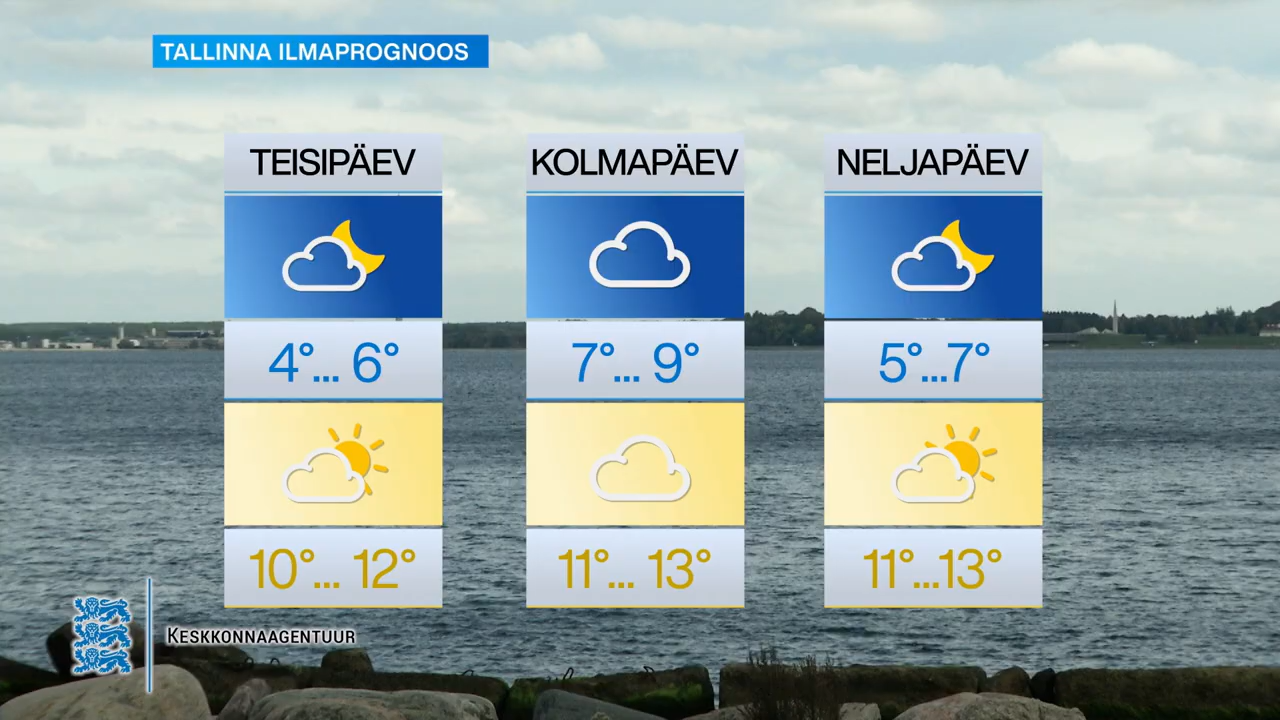 TALLINNA ILMAPROGNOOS
TEISIPÄEV
4°... 6°
10°... 12°
KOLMAPÄEV
7°... 9°
11°... 13°
NELJAPÄEV
5°...7°
11°...13°
KESKKONNAAGENTUUR